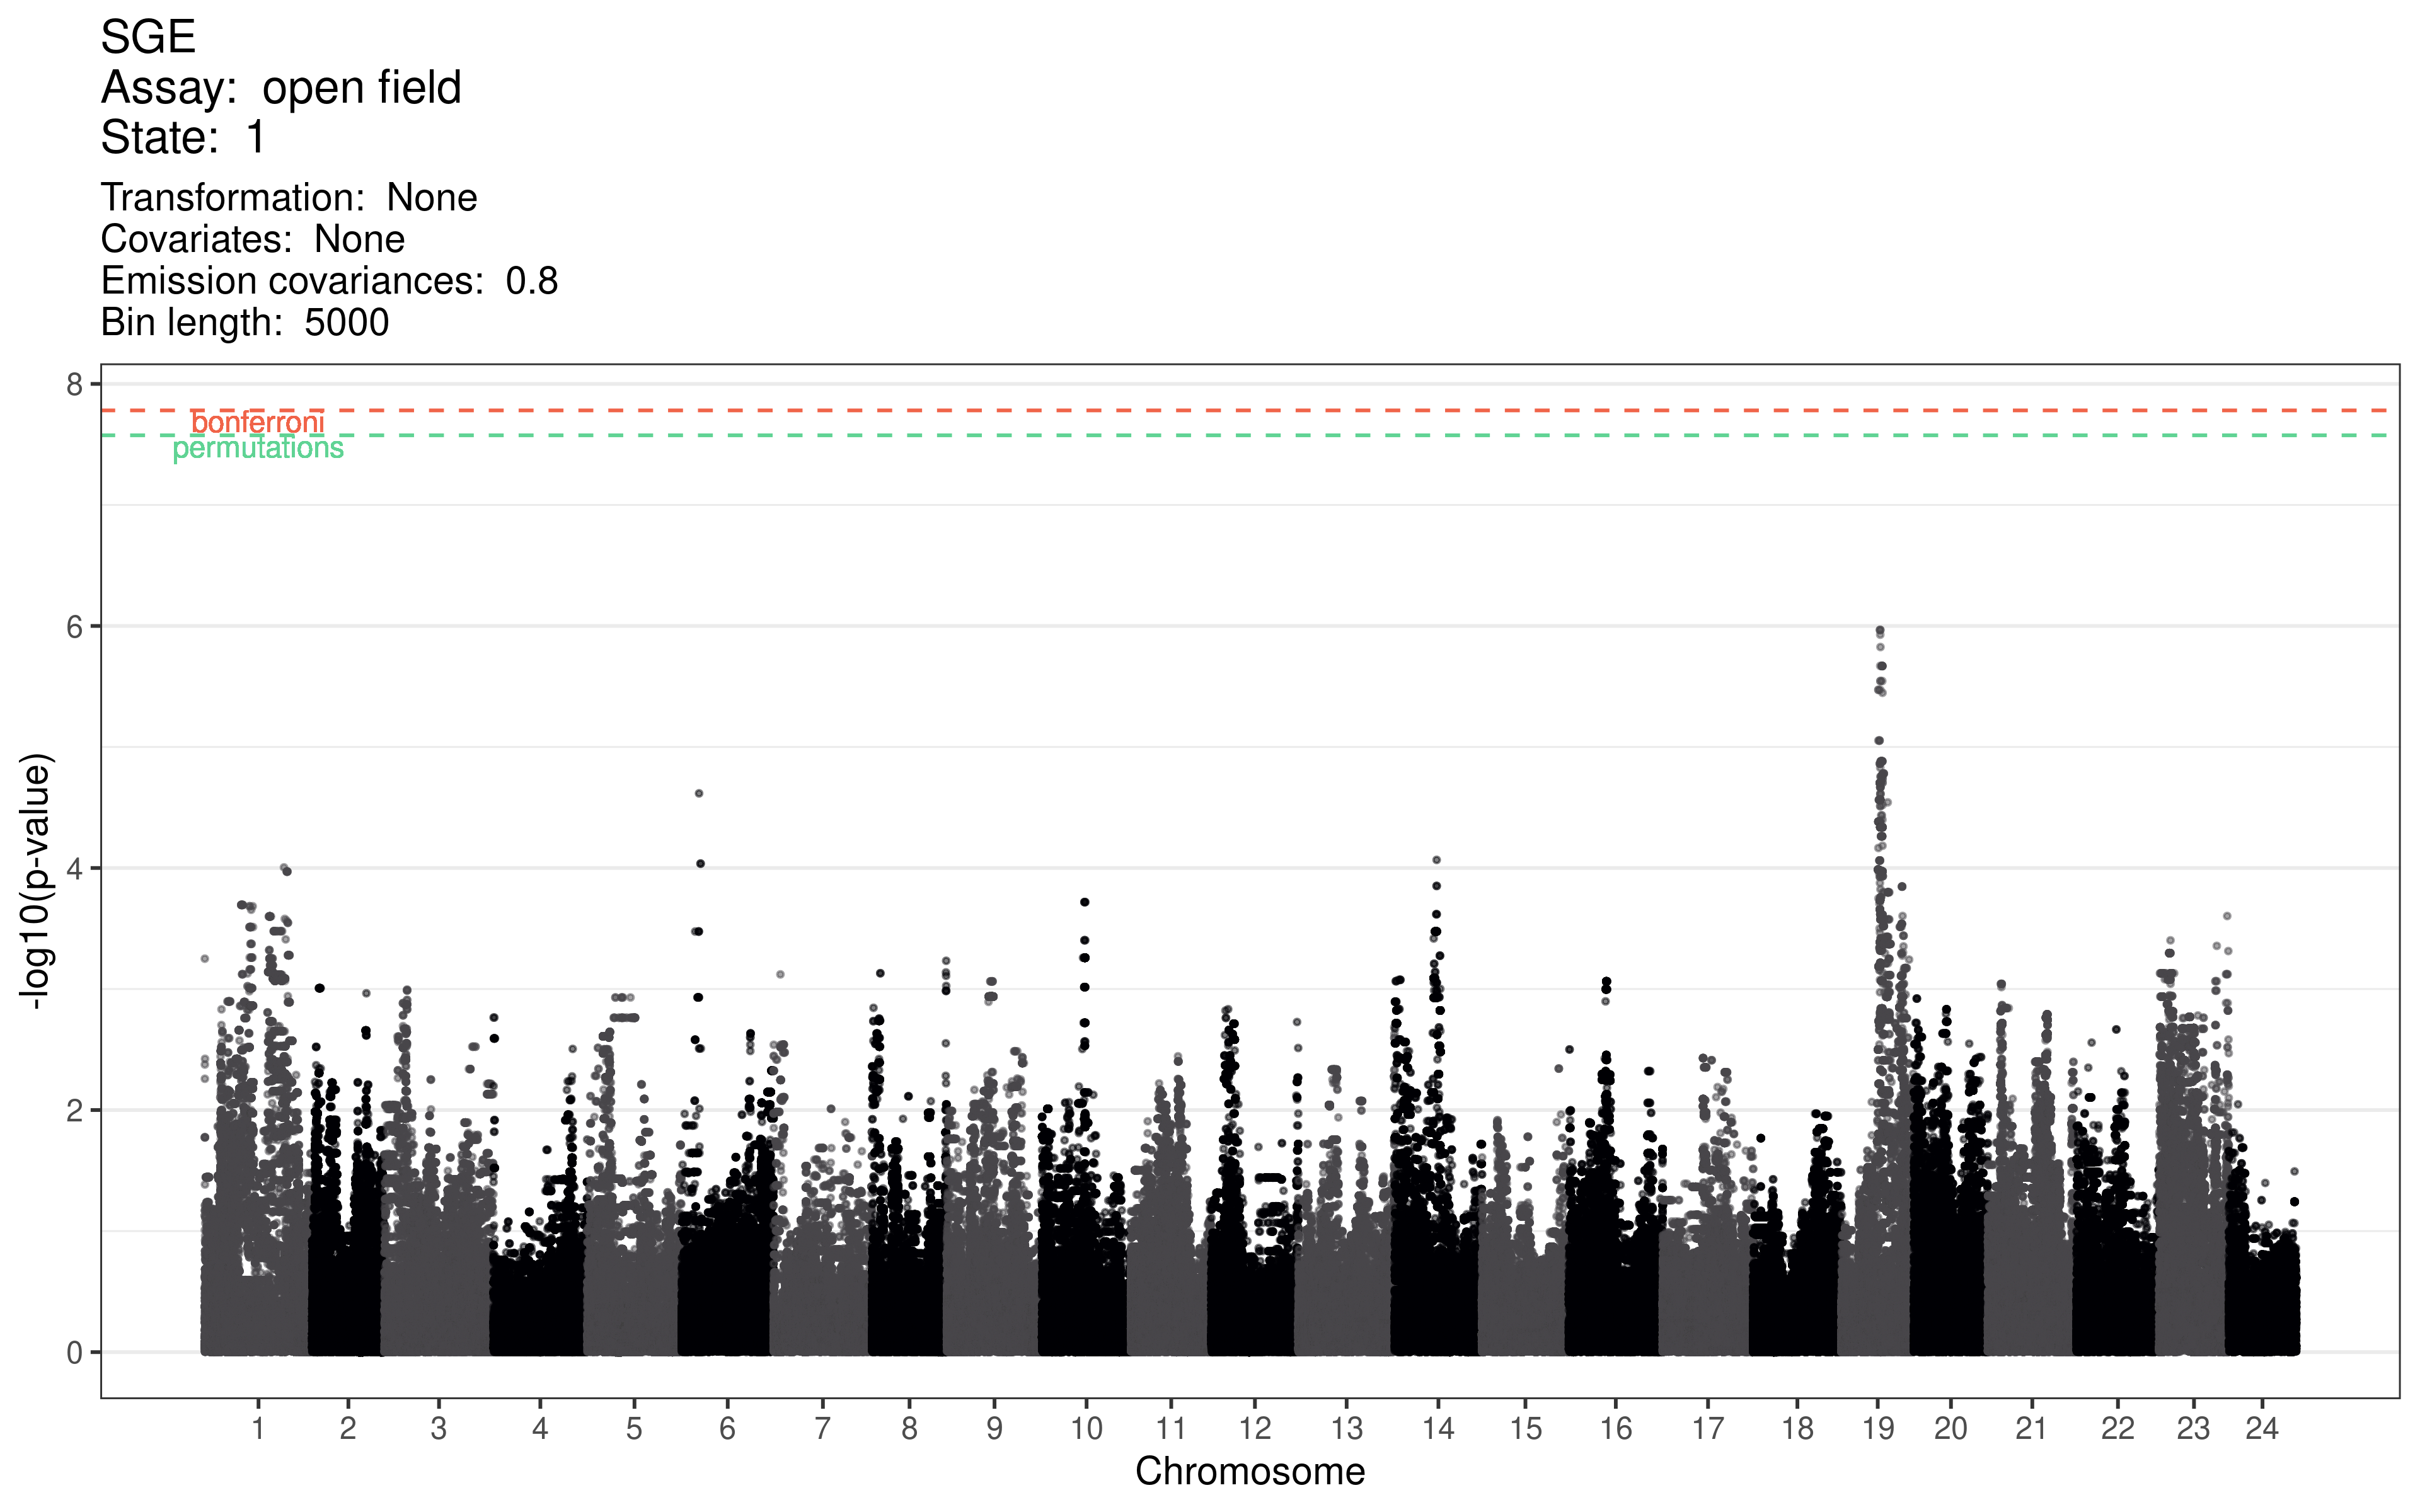 SGE
Assay:  open field
State:  1
Transformation:  None
Covariates:  None
Emission covariances:  0.8
Bin length:  5000
8
bonferroni
permutations
6
4
2
0
-log10(p-value)
1 2 3 4 5 6 7 8 9 10 11 12 13 14 15 16 17 18 19 20 21 22 23 24
Chromosome